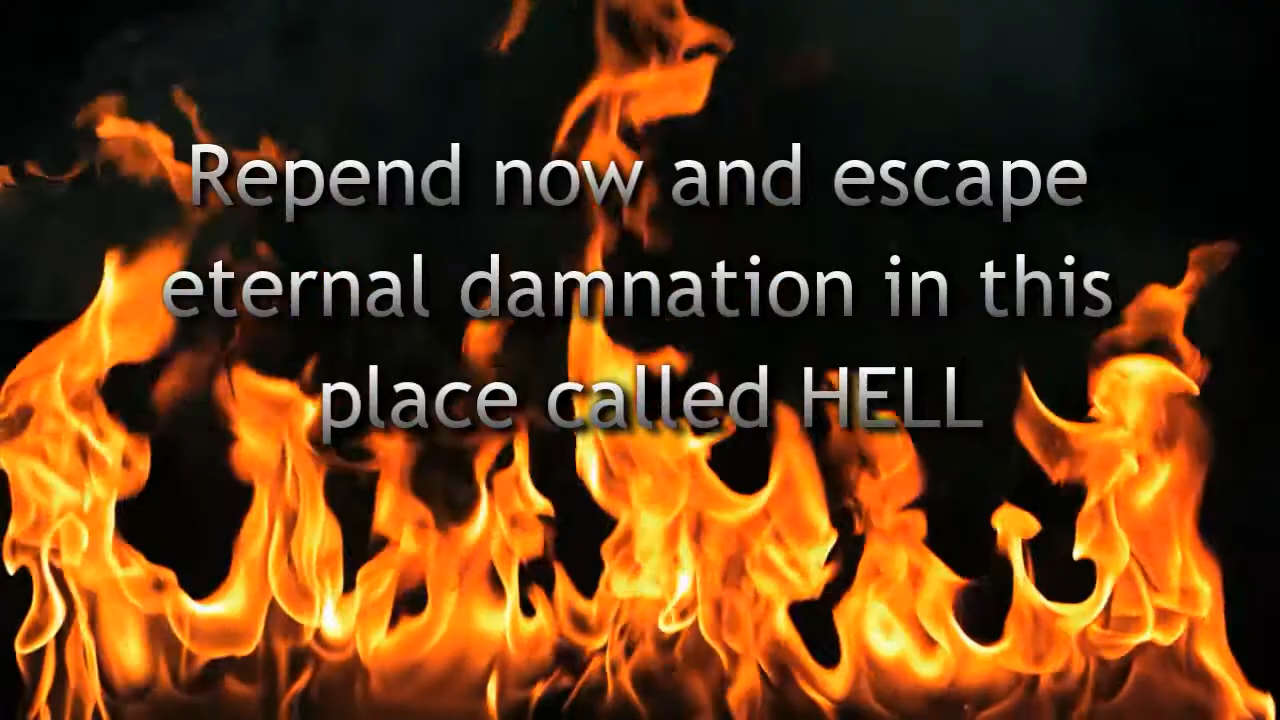 Repend now and escape
eternal damnation in this
place called HELL